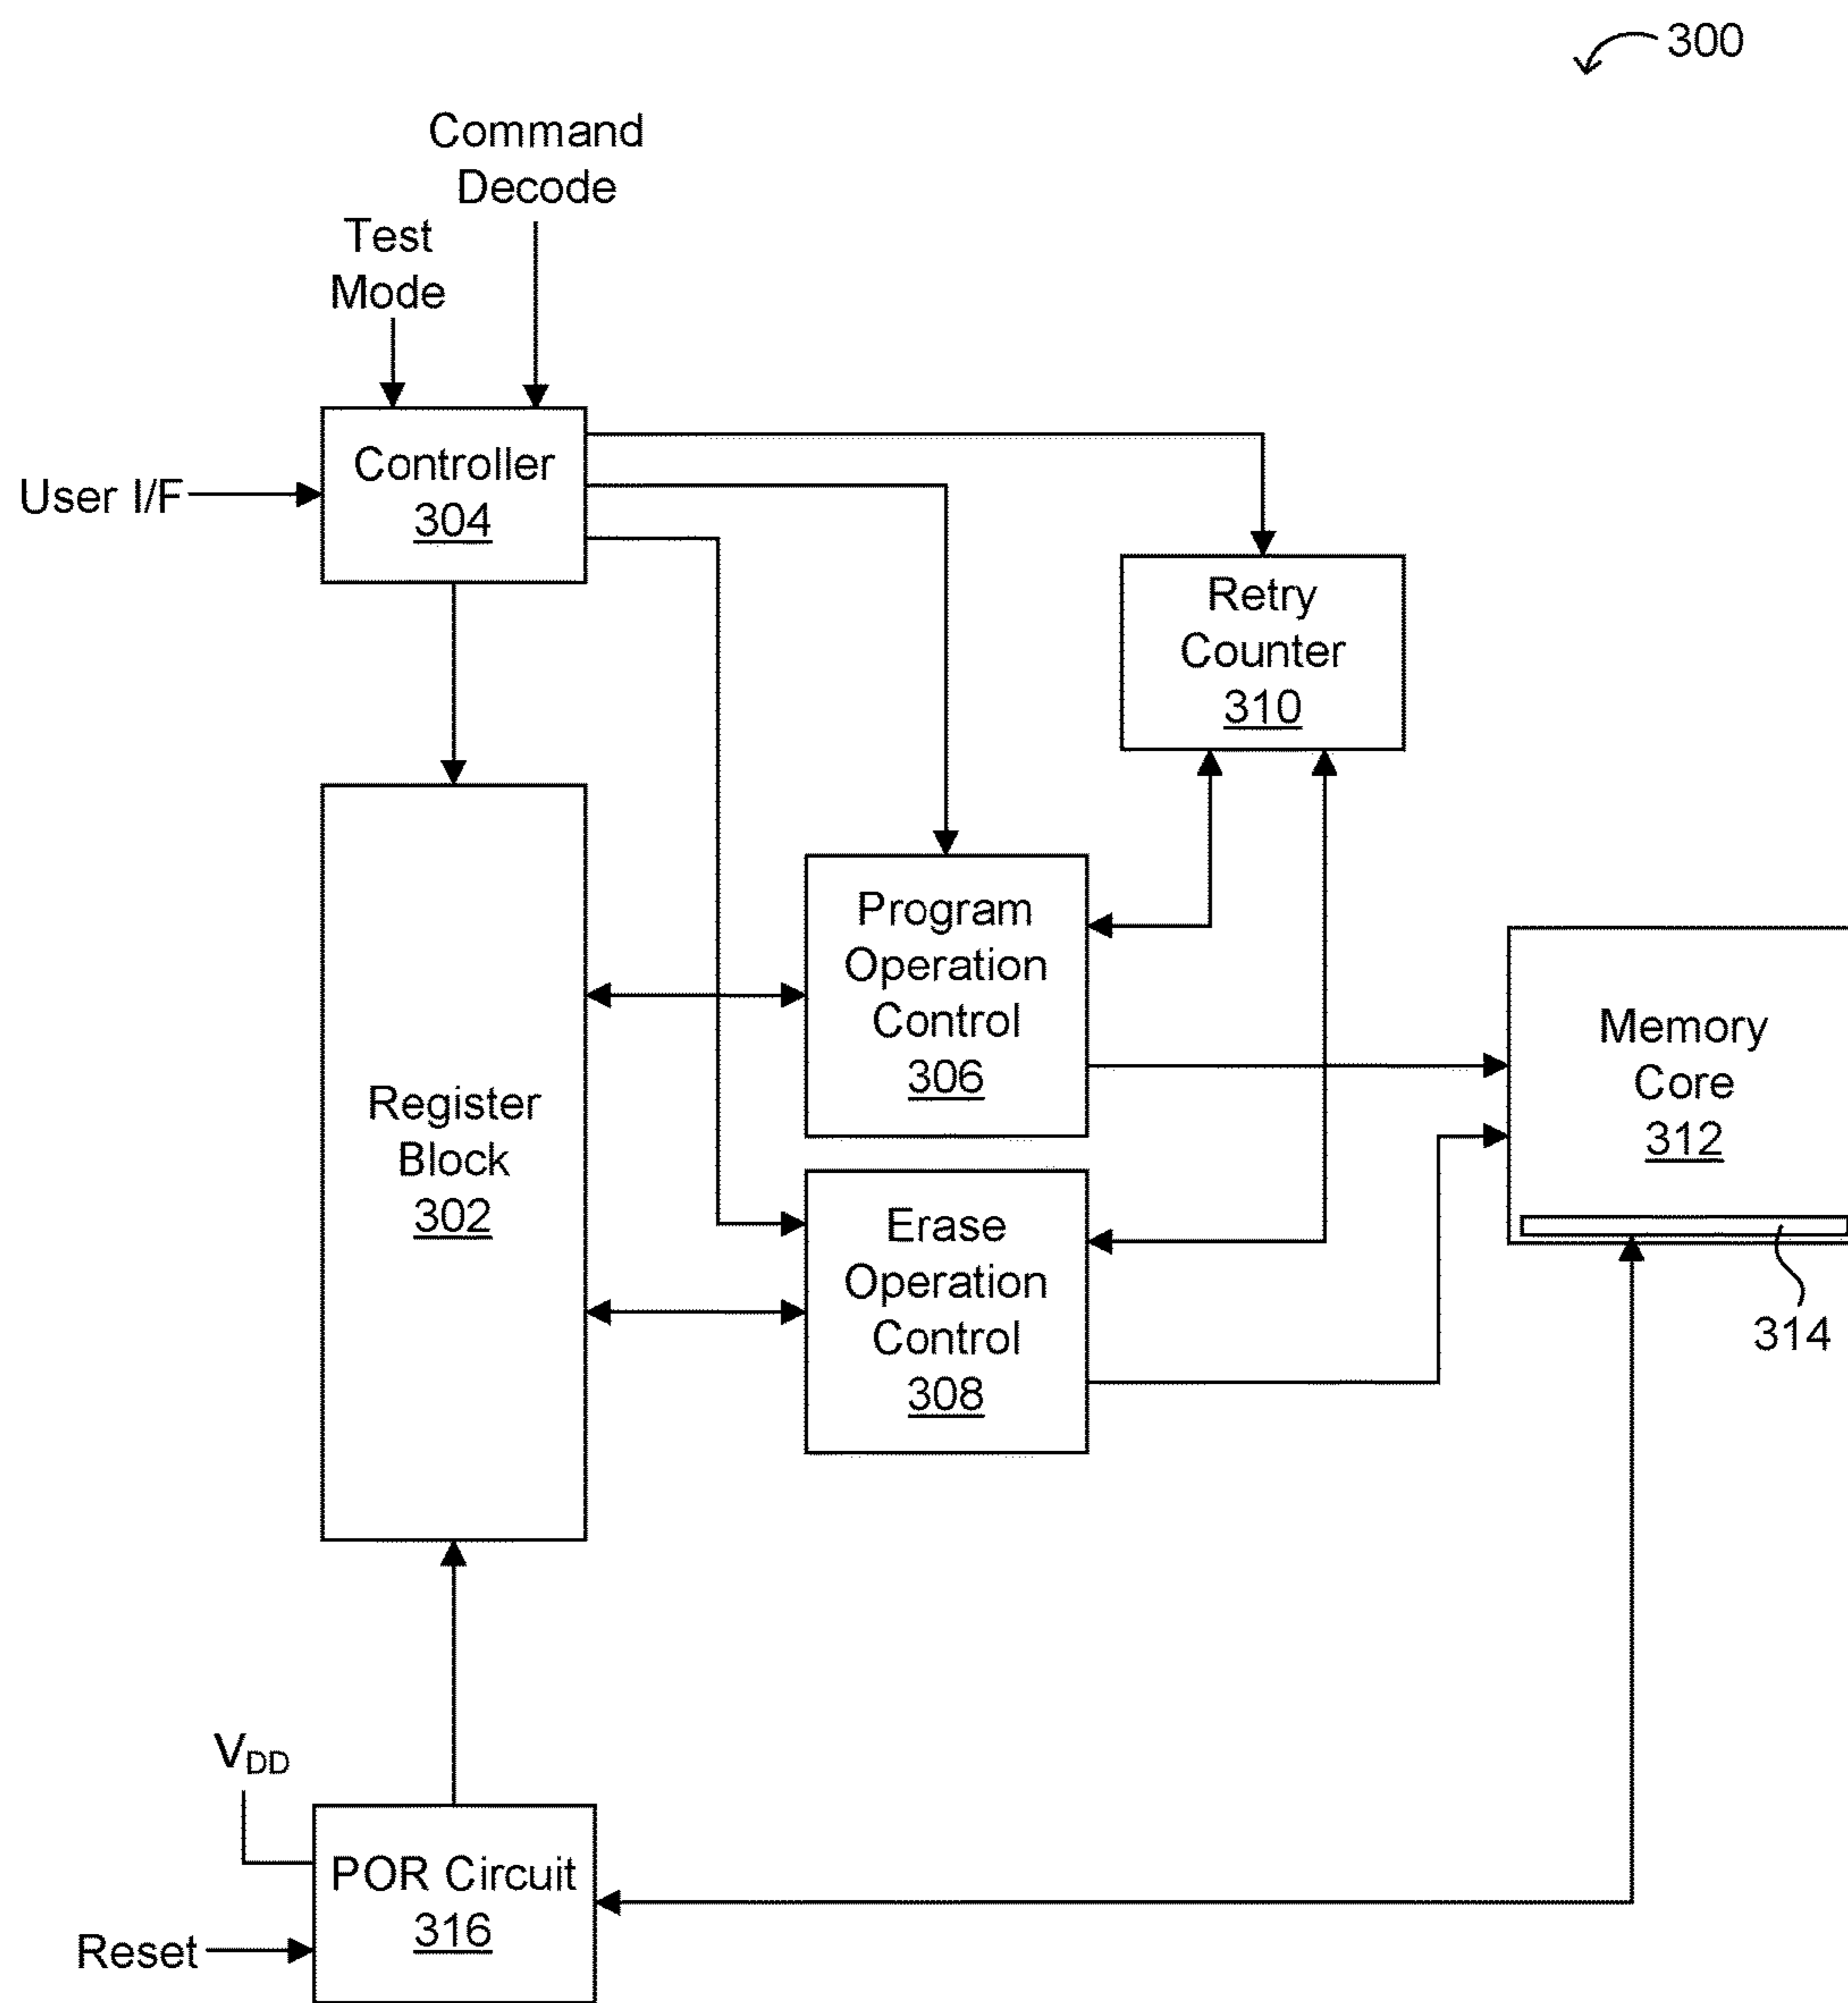 300
Command
Decode
Test
Mode
User I/F
Controller
304
Retry
Counter
310
Program
Operation
Control
306
Memory
Core
312
Register
Block
302
Erase
Operation
Control
308
314
VDD
POR Circuit
316
Reset